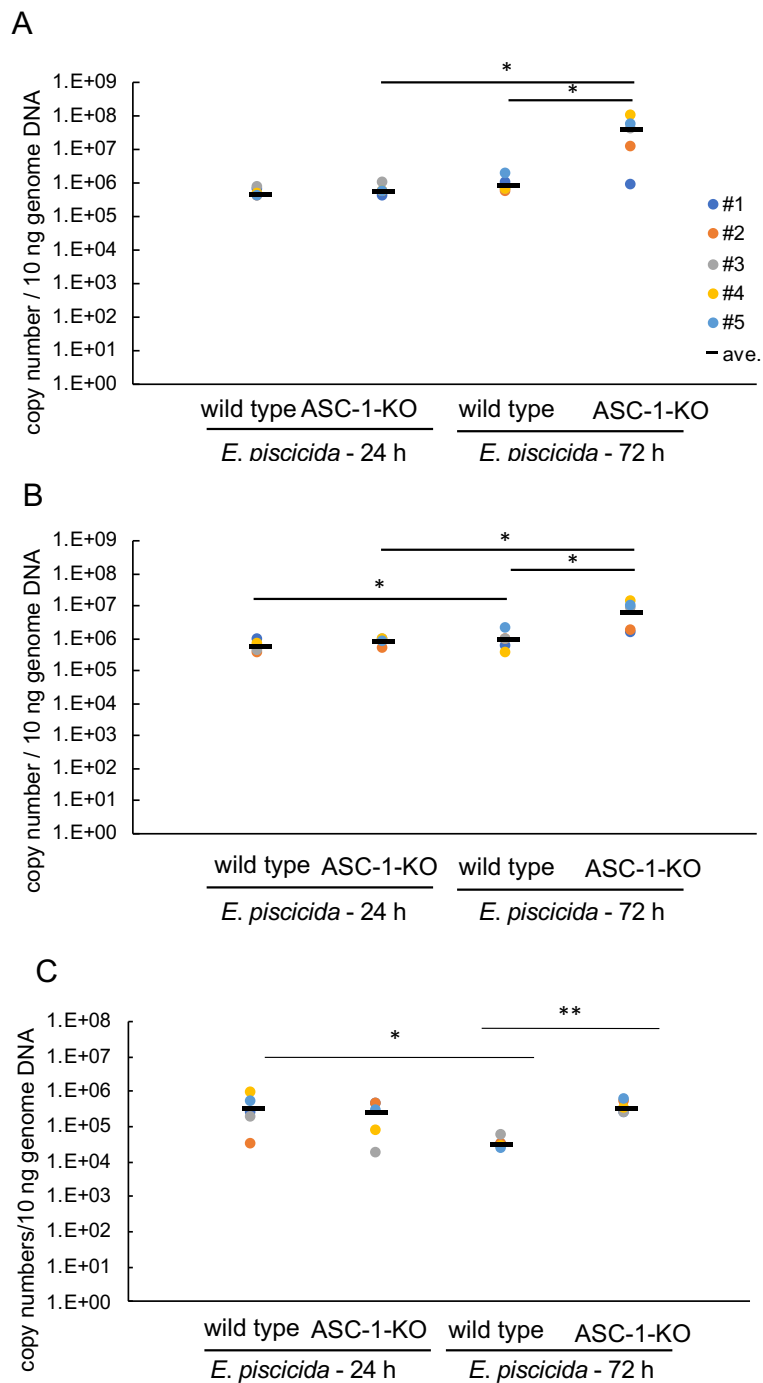 A
*
*
1.E+09
1.E+08
1.E+07
1.E+06
1.E+05
1.E+04
1.E+03
1.E+02
1.E+01
1.E+00
copy number / 10 ng genome DNA
#1
#2
#3
#4
#5
ave.
wild type ASC-1-KO wild type ASC-1-KO
E. piscicida - 24 h E. piscicida - 72 h
B
*
*
*
1.E+09
1.E+08
1.E+07
1.E+06
1.E+05
1.E+04
1.E+03
1.E+02
1.E+01
1.E+00
copy number / 10 ng genome DNA
wild type ASC-1-KO wild type ASC-1-KO
E. piscicida - 24 h E. piscicida - 72 h
C
**
*
1.E+08
1.E+07
1.E+06
1.E+05
1.E+04
1.E+03
1.E+02
1.E+01
1.E+00
copy numbers/10 ng genome DNA
wild type ASC-1-KO wild type ASC-1-KO
E. piscicida - 24 h E. piscicida - 72 h